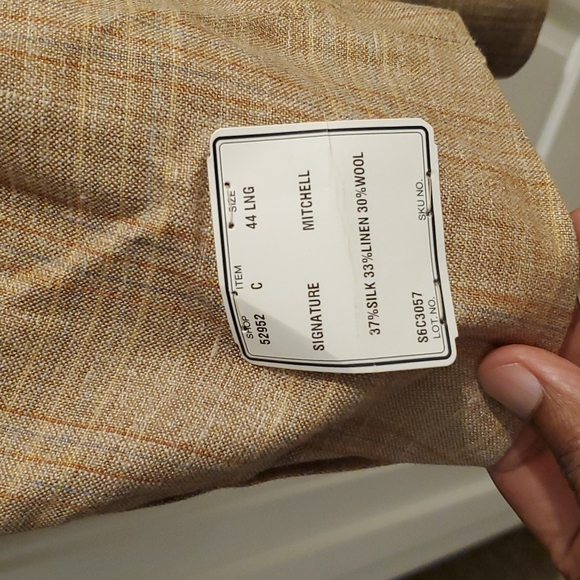 SHOP ITEM SIZE
52952 C 44 LNG
SIGNATURE MITCHELL
37%SILK 33%LINEN 30%WOOL
S6C3057
LOT NO. SKU NO.